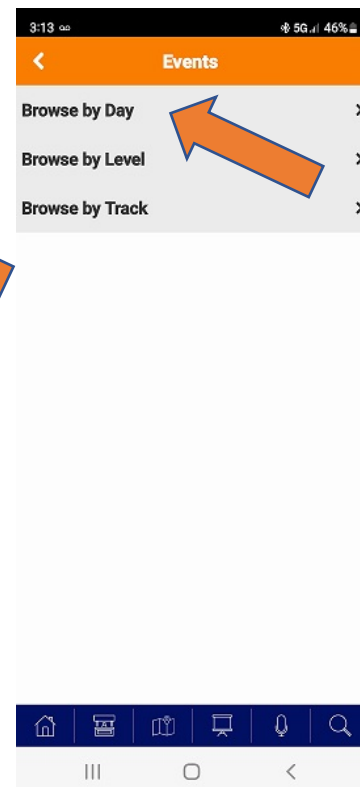 3:13 5G 46%
Events
Browse by Day
Browse by Level
Browse by Track